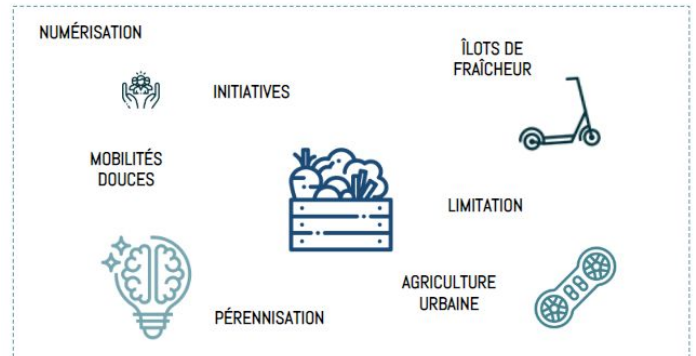 NUMÉRISATION
ÎLOTS DE
FRAÎCHEUR
INITIATIVES
MOBILITÉS
DOUCES
LIMITATION
AGRICULTURE
URBAINE
PÉRENNISATION